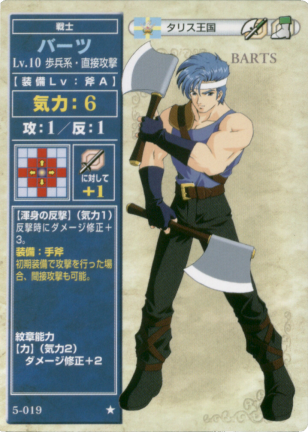 戦士
バーツ
Lv.10 歩兵系・直接攻撃
【装備Lv:斧A】
気力:6
攻:1/反:1
に対して
+1
【渾身の反撃】(気力1)
反撃時にダメージ修正+
3。
装備:手斧
初期装備で攻撃を行った場
合、間接攻撃も可能。
紋章能力
【力】(気力2)
ダメージ修正+2
5-019
★
タリス王国
BARTS